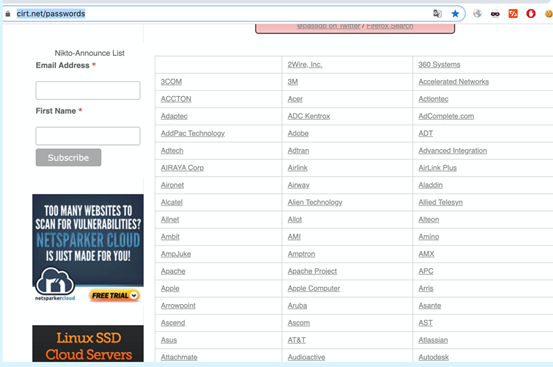 cirt.net/passwords
@pasadb on Twitter / Firefox Search
Nikto-Announce List
Email Address *
First Name *
Subscribe
TOO MANY WEBSITES TO
SCAN FOR VULNERABILITIES?
NETSPARKER CLOUD
IS JUST MADE FOR YOU!
netsparkercloud
FREE TRIAL
Linux SSD
Cloud Servers
2Wire, Inc. 360 Systems
3COM 3M Accelerated Networks
ACCTON Acer Actiontec
Adaptec ADC Kentrox AdComplete.com
AddPac Technology Adobe ADT
Adtech Adtran Advanced Integration
AIRAYA Corp Airlink AirLink Plus
Aironet Airway Aladdin
Alcatel Alien Technology Allied Telesyn
Allnet Allot Alteon
Ambit AMI Amino
AmpJuke Amptron AMX
Apache Apache Project APC
Apple Apple Computer Arris
Arrowpoint Aruba Asante
Ascend Ascom AST
Asus AT&T Atlassian
Attachmate Audioactive Autodesk